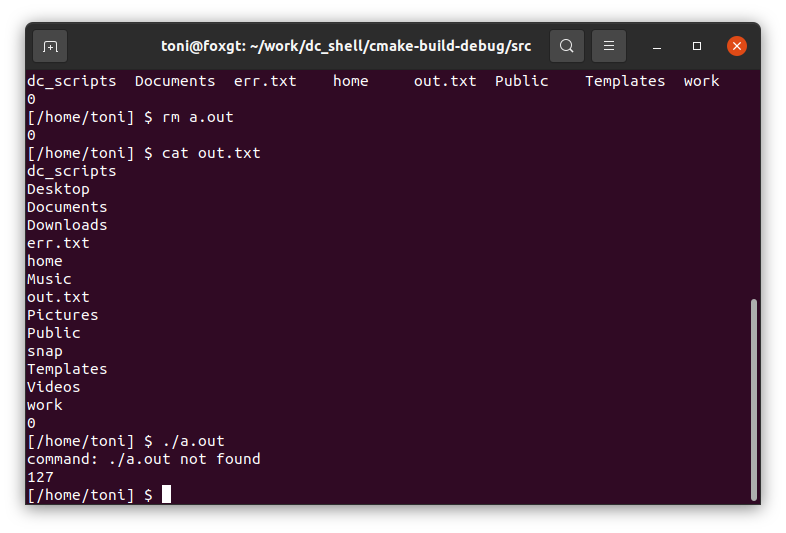 toni@foxgt: ~/work/dc_shell/cmake-build-debug/src
dc_scripts  Documents  err.txt    home     out.txt  Public    Templates  work
0
[/home/toni] $ rm a.out
0
[/home/toni] $ cat out.txt
dc_scripts
Desktop
Documents
Downloads
err.txt
home
Music
out.txt
Pictures
Public
snap
Templates
Videos
work
0
[/home/toni] $ ./a.out
command: ./a.out not found
127
[/home/toni] $